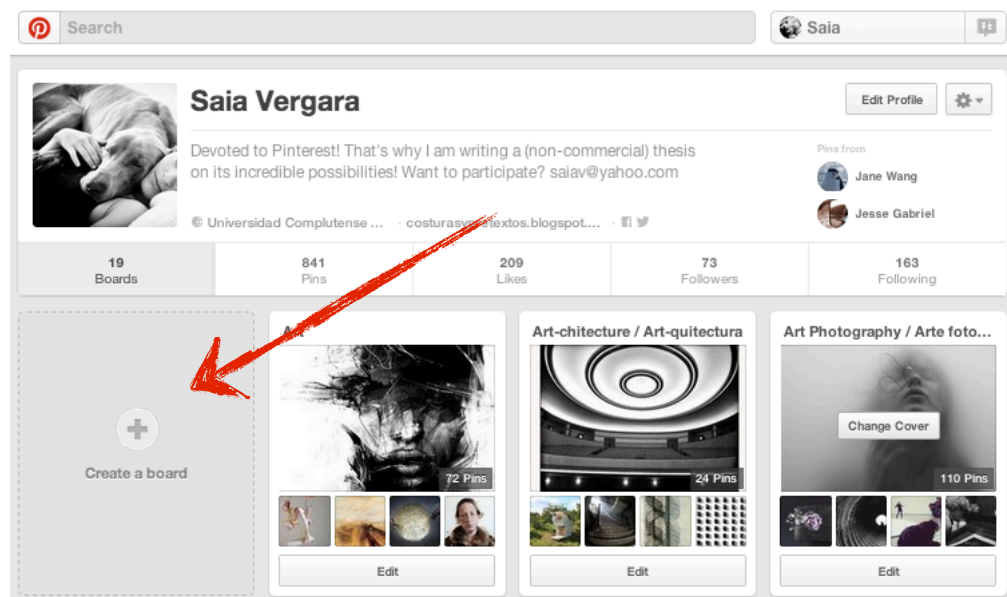 Search
Saia
Saia Vergara
Edit Profile
Devoted to Pinterest! That's why I am writing a (non-commercial) thesis
on its incredible possibilities! Want to participate? saiav@yahoo.com
Pins from
Jane Wang
Jesse Gabriel
Universidad Complutense ... · costurasy textos.blogspot.... ·
19
Boards
841
Pins
209
Likes
73
Followers
163
Following
Create a board
72 Pins
Edit
Art-chitecture / Art-quitectura
24 Pins
Edit
Art Photography / Arte foto...
Change Cover
110 Pins
Edit